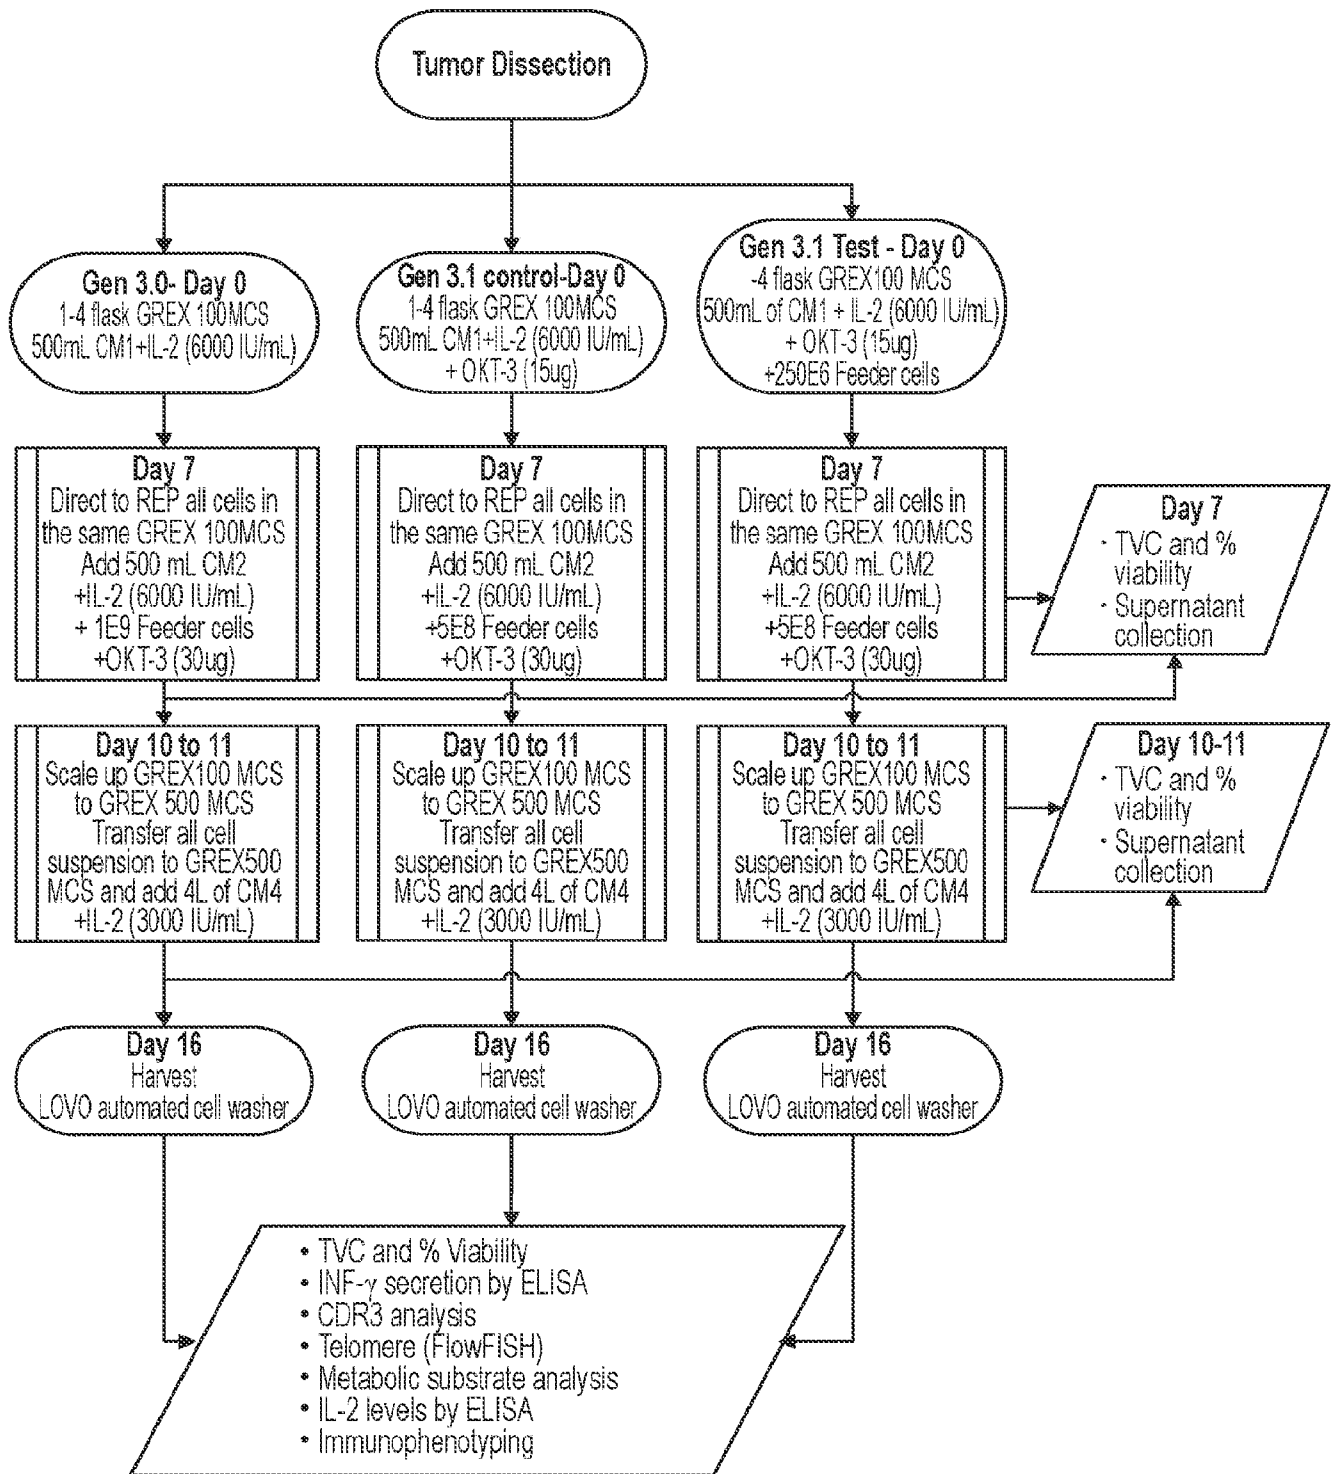 Tumor Dissection
Gen 3.0- Day 0
1-4 flask GREX 100MCS
500mL CM1+IL-2 (6000 IU/mL)
Gen 3.1 control-Day 0
1-4 flask GREX 100MCS
500mL CM1+IL-2 (6000 IU/mL)
+ OKT-3 (15ug)
Gen 3.1 Test - Day 0
-4 flask GREX100 MCS
500mL of CM1 + IL-2 (6000 IU/mL)
+ OKT-3 (15ug)
+250E6 Feeder cells
Day 7
Direct to REP all cells in
the same GREX 100MCS
Add 500 mL CM2
+IL-2 (6000 IU/mL)
+ 1E9 Feeder cells
+OKT-3 (30ug)
Day 7
Direct to REP all cells in
the same GREX 100MCS
Add 500 mL CM2
+IL-2 (6000 IU/mL)
+5E8 Feeder cells
+OKT-3 (30ug)
Day 7
Direct to REP all cells in
the same GREX 100MCS
Add 500 mL CM2
+IL-2 (6000 IU/mL)
+5E8 Feeder cells
+OKT-3 (30ug)
Day 7
· TVC and %
viability
· Supernatant
collection
Day 10 to 11
Scale up GREX100 MCS
to GREX 500 MCS
Transfer all cell
suspension to GREX500
MCS and add 4L of CM4
+IL-2 (3000 IU/mL)
Day 10 to 11
Scale up GREX100 MCS
to GREX 500 MCS
Transfer all cell
suspension to GREX500
MCS and add 4L of CM4
+IL-2 (3000 IU/mL)
Day 10 to 11
Scale up GREX100 MCS
to GREX 500 MCS
Transfer all cell
suspension to GREX500
MCS and add 4L of CM4
+IL-2 (3000 IU/mL)
Day 10-11
· TVC and %
viability
· Supernatant
collection
Day 16
Harvest
LOVO automated cell washer
Day 16
Harvest
LOVO automated cell washer
Day 16
Harvest
LOVO automated cell washer
• TVC and % Viability
• INF-γ secretion by ELISA
• CDR3 analysis
• Telomere (FlowFISH)
• Metabolic substrate analysis
• IL-2 levels by ELISA
• Immunophenotyping